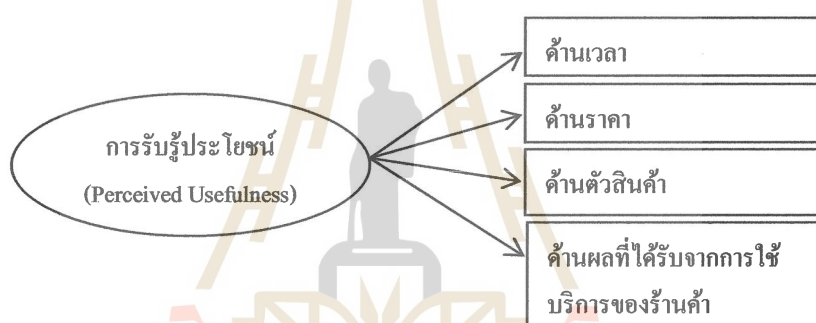 การรับรู้ประโยชน์
(Perceived Usefulness)
ด้านเวลา
ด้านราคา
ด้านตัวสินค้า
ด้านผลที่ได้รับจากการใช้
บริการของร้านค้า